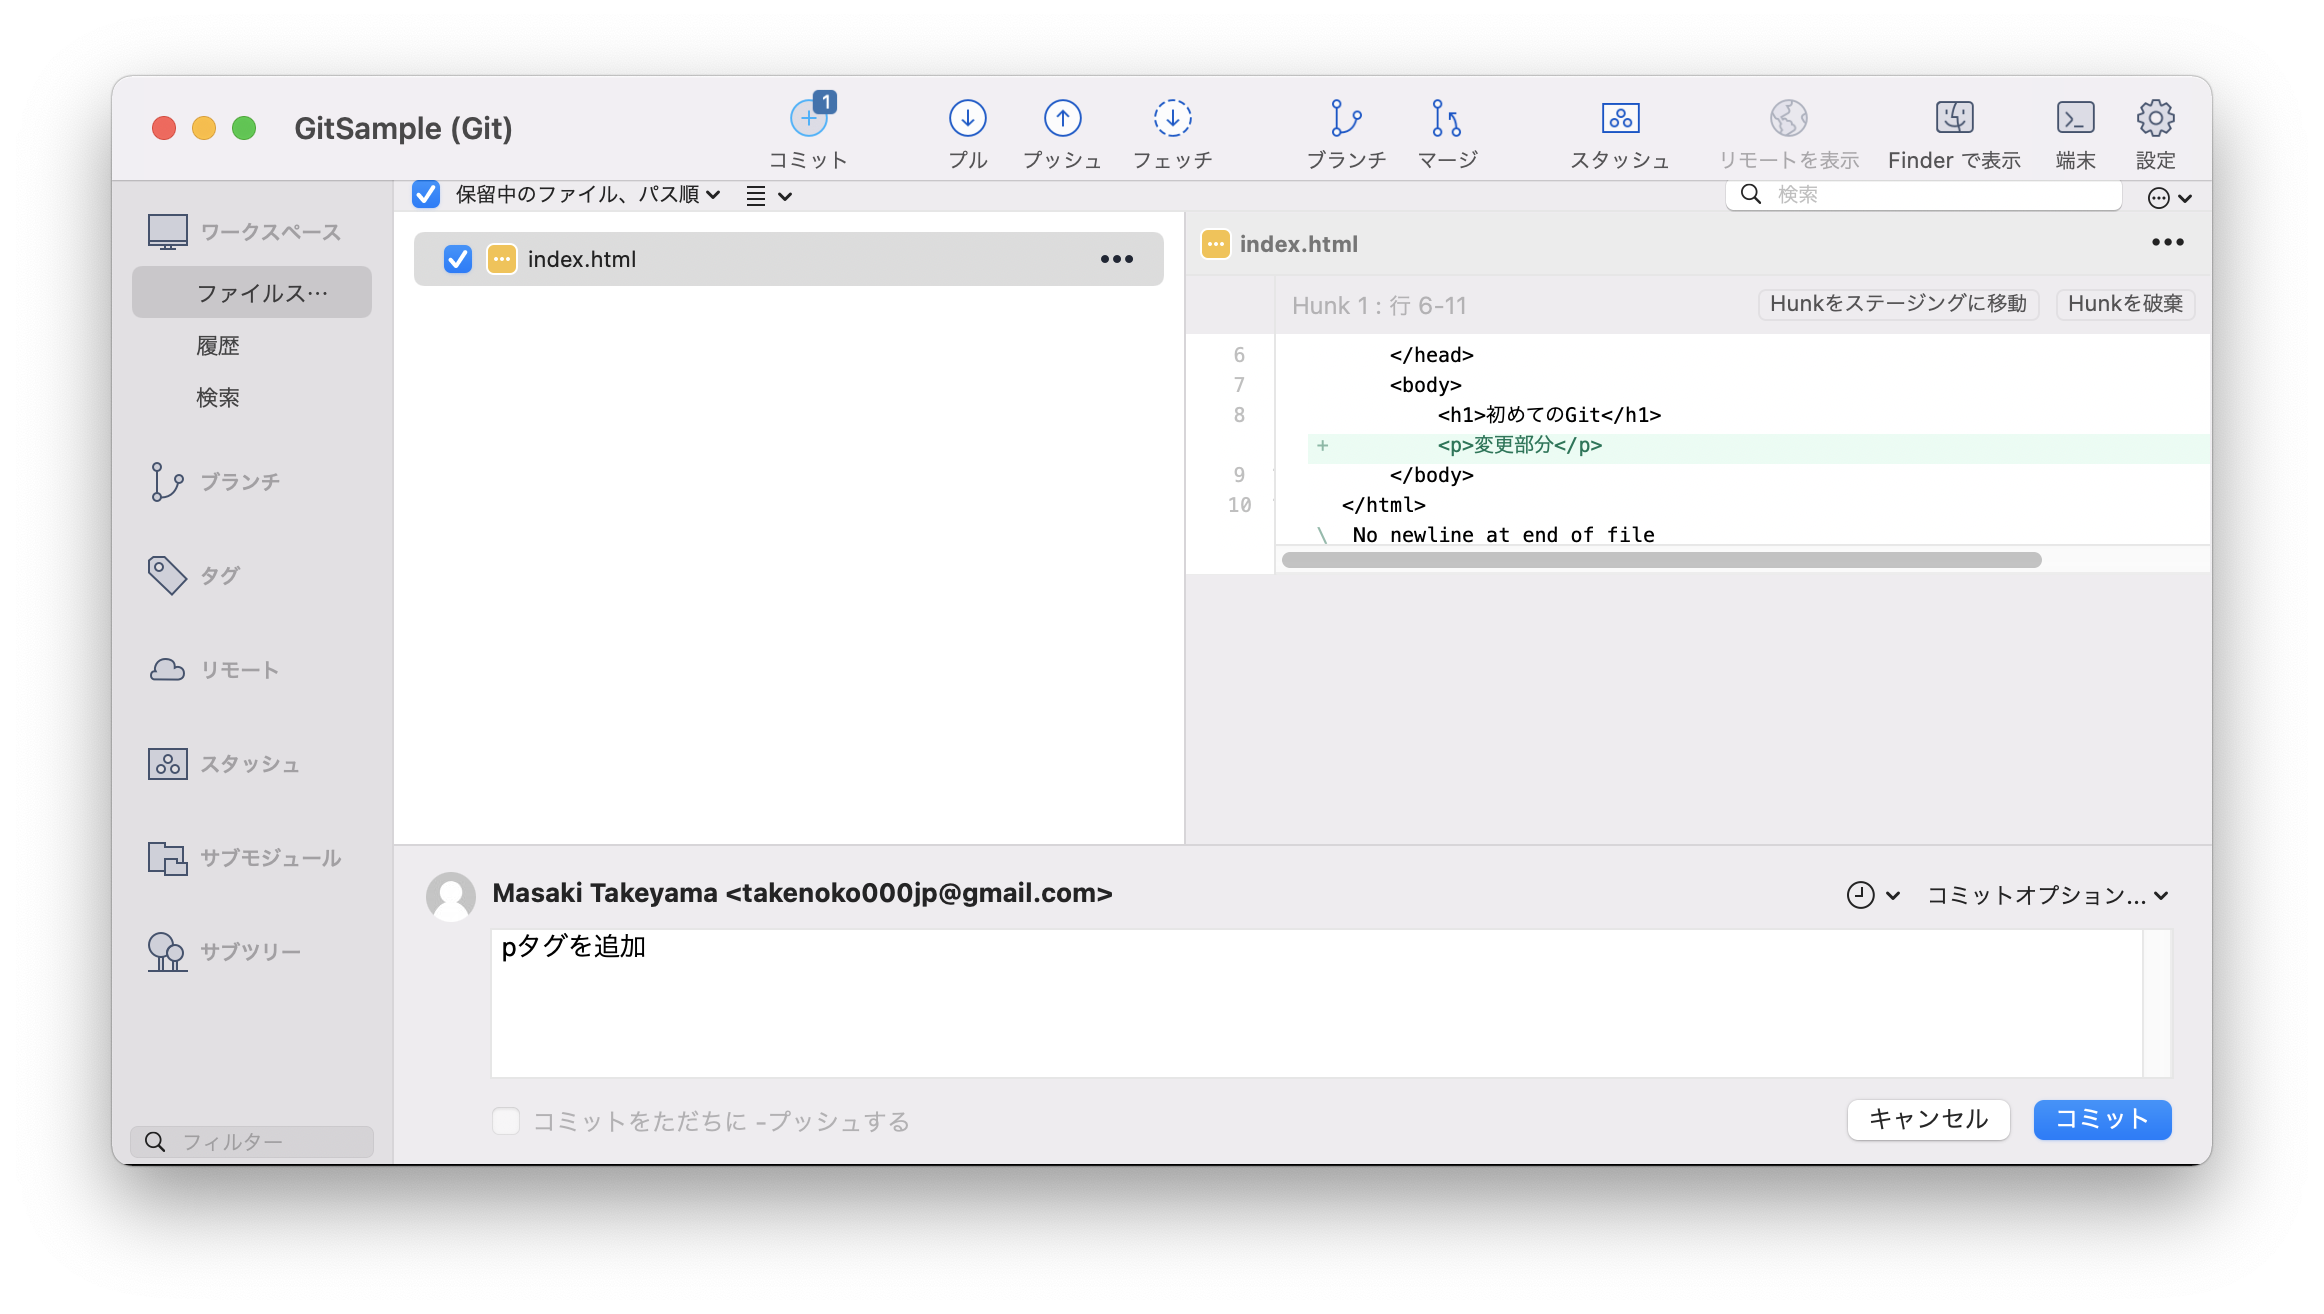 GitSample (Git)
1
コミット
プル
プッシュ
フェッチ
ブランチ
マージ
スタッシュ
リモートを表示
Finder で表示
端末
設定
ワークスペース
ファイルス…
履歴
検索
ブランチ
タグ
リモート
スタッシュ
サブモジュール
サブツリー
フィルター
保留中のファイル、パス順
検索
index.html
index.html
Hunk 1 : 行 6-11
Hunkをステージングに移動
Hunkを破棄
6 </head>
7 <body>
8 <h1>初めてのGit</h1>
+ <p>変更部分</p>
9 </body>
10 </html>
\ No newline at end of file
Masaki Takeyama <takenoko000jp@gmail.com>
コミットオプション...
pタグを追加
コミットをただちに -プッシュする
キャンセル
コミット